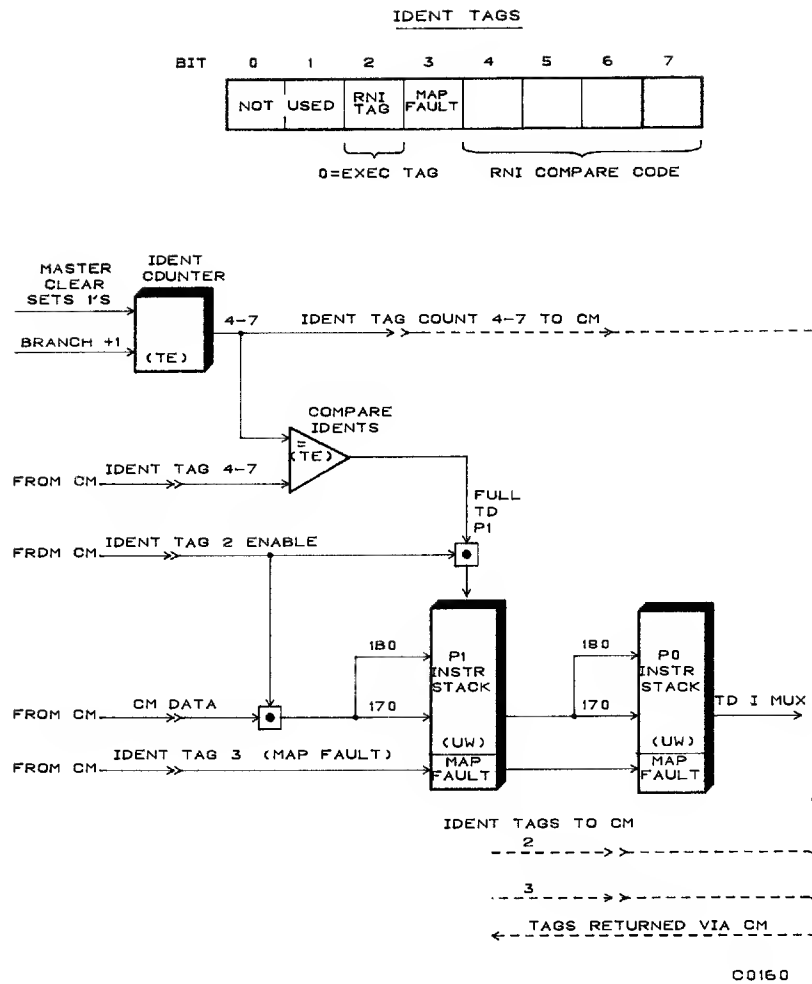 IDENT TAGS
BIT 0 1 2 3 4 5 6 7
NOT USED RNI TAG MAP FAULT
0=EXEC TAG RNI COMPARE CODE
MASTER CLEAR SETS 1'S
IDENT COUNTER
BRANCH +1
(TE)
4-7 IDENT TAG COUNT 4-7 TO CM
COMPARE IDENTS
=
(TE)
FROM CM IDENT TAG 4-7
FULL TO P1
FROM CM IDENT TAG 2 ENABLE
180
P1 INSTR STACK
180
P0 INSTR STACK
FROM CM CM DATA
170
170
TO I MUX
(UW)
(UW)
FROM CM IDENT TAG 3 (MAP FAULT)
MAP FAULT
MAP FAULT
IDENT TAGS TO CM
2
3
TAGS RETURNED VIA CM
C0160